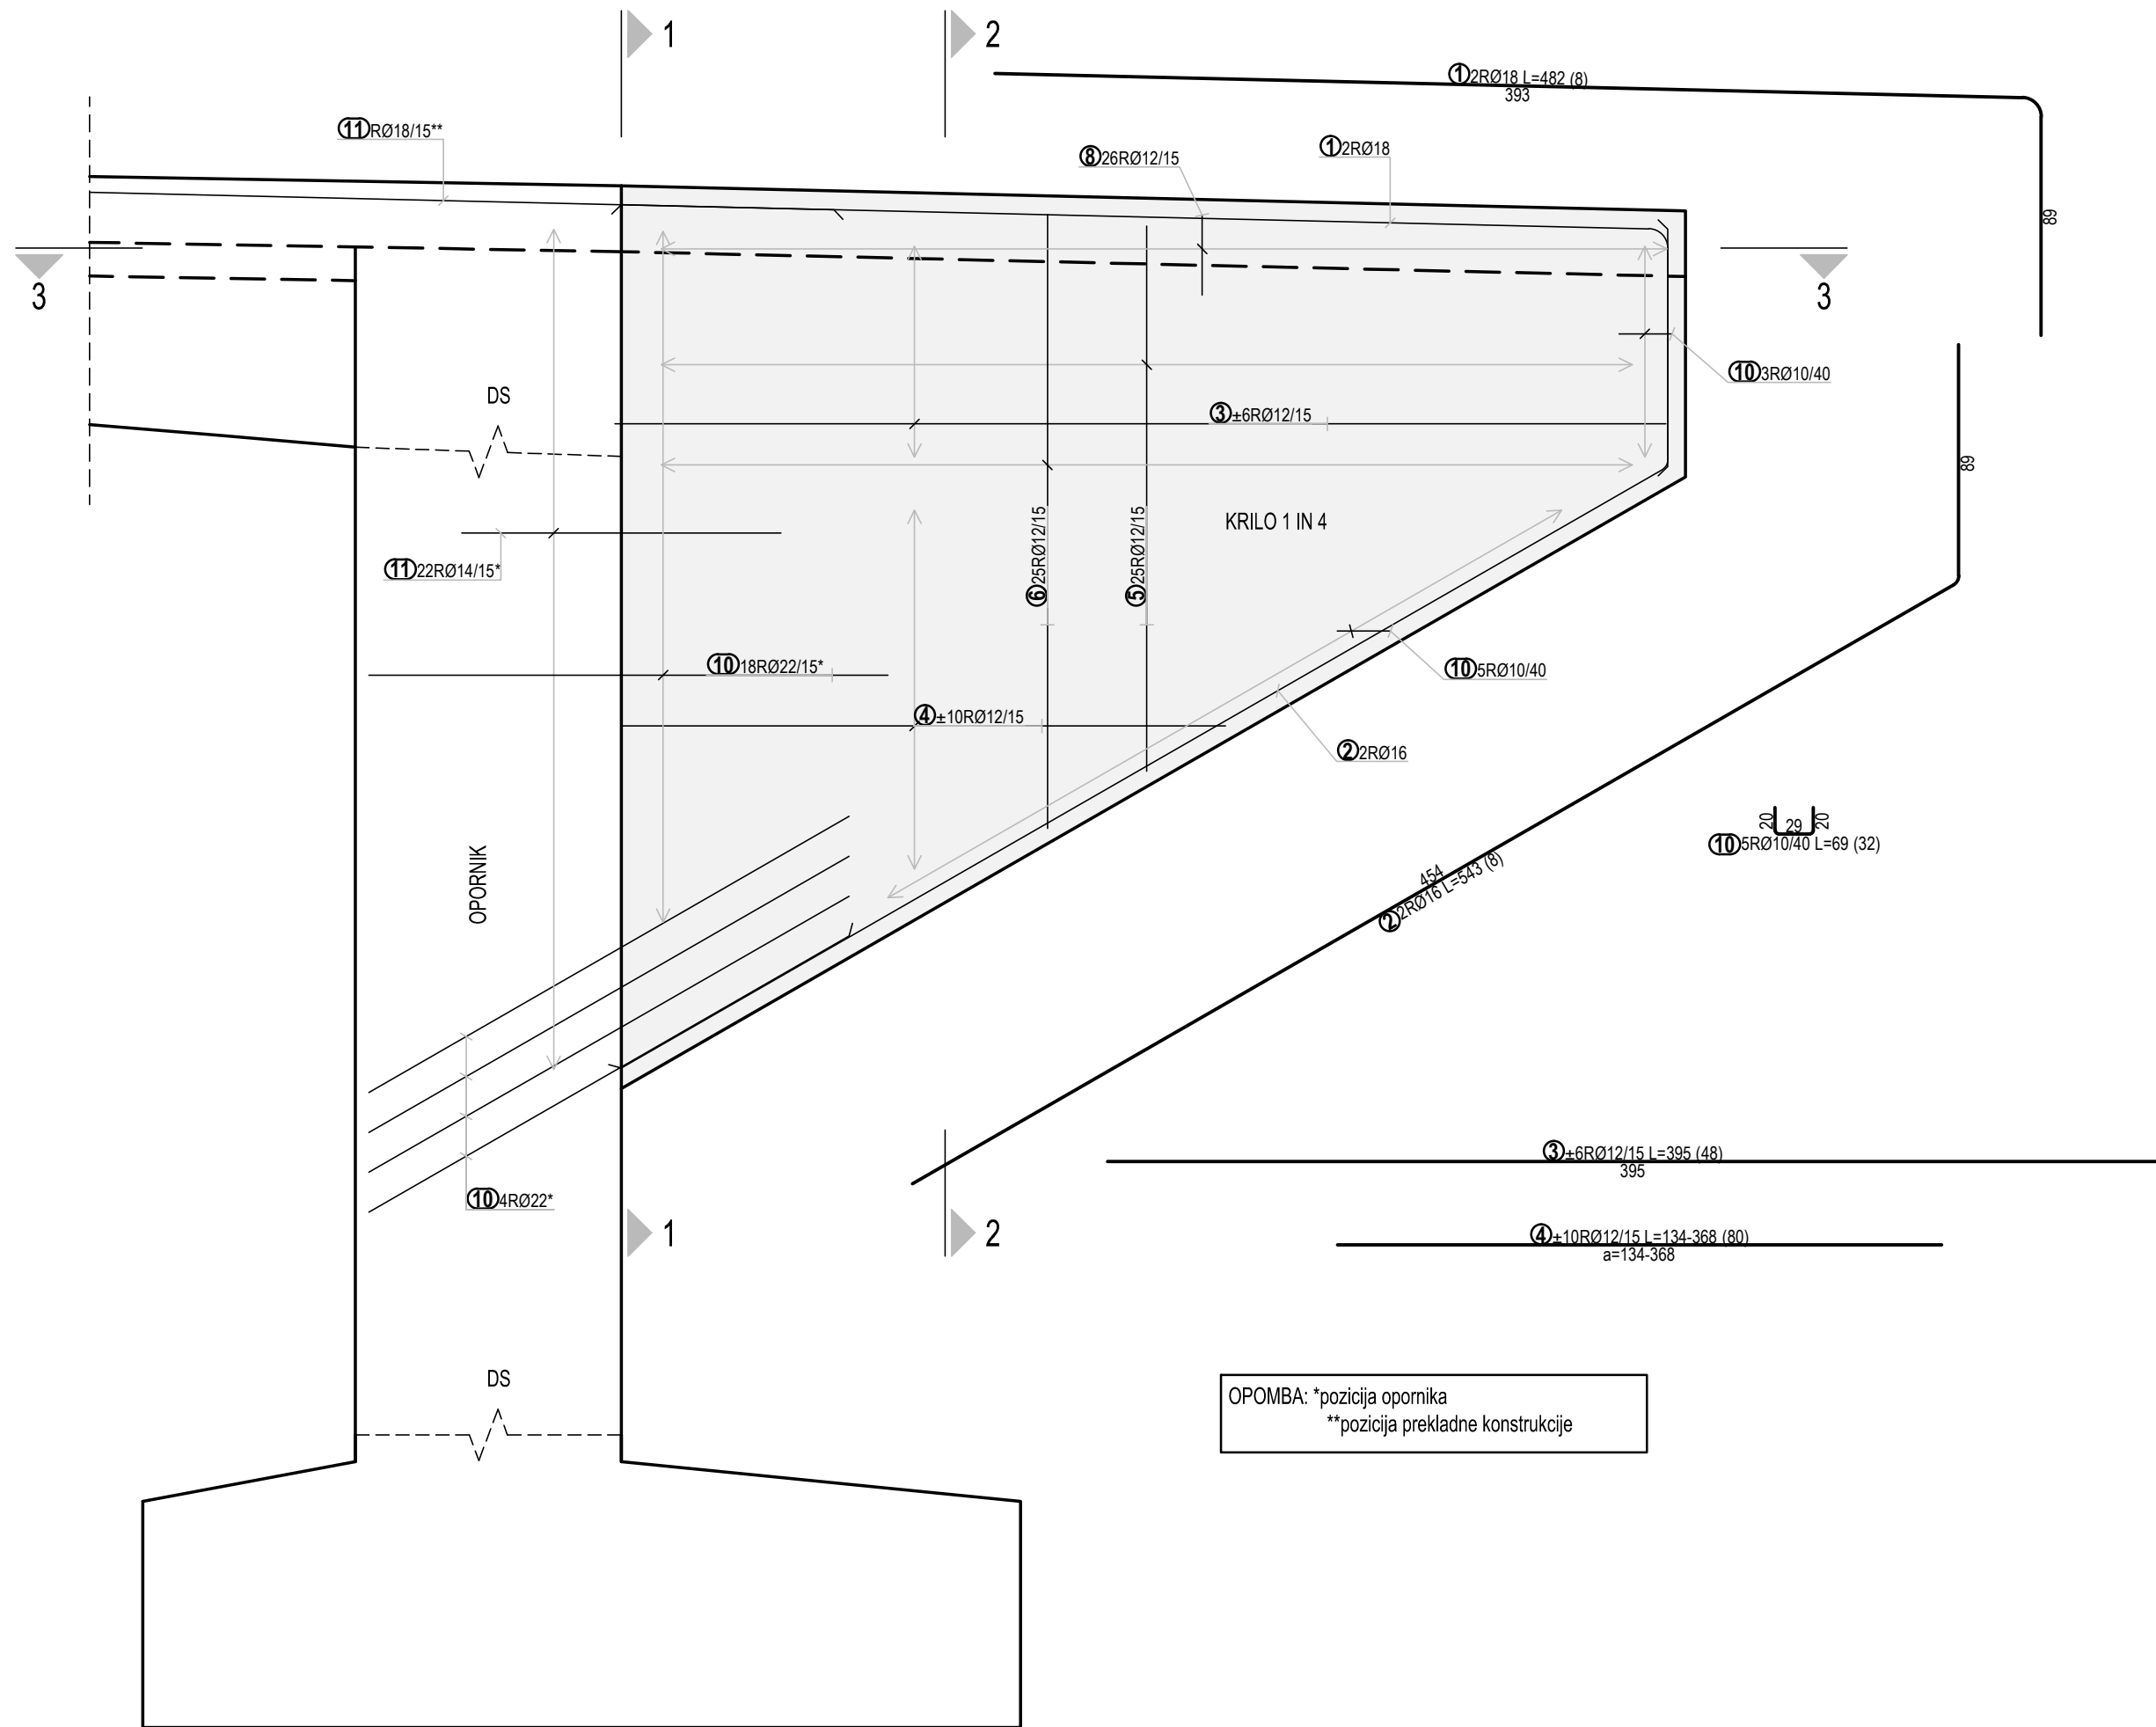 1
2
①2RØ18 L=482 (8)
393
⑪RØ18/15**
⑧26RØ12/15
①2RØ18
89
3
3
⑩3RØ10/40
DS
③±6RØ12/15
89
⑥25RØ12/15
⑤25RØ12/15
KRILO 1 IN 4
⑪22RØ14/15*
⑩18RØ22/15*
⑩5RØ10/40
④±10RØ12/15
②2RØ16
20
29
20
⑩5RØ10/40 L=69 (32)
OPORNIK
454
②2RØ16 L=543 (8)
③±6RØ12/15 L=395 (48)
395
⑩4RØ22*
1
2
④±10RØ12/15 L=134-368 (80)
a=134-368
DS
OPOMBA: *pozicija opornika
**pozicija prekladne konstrukcije